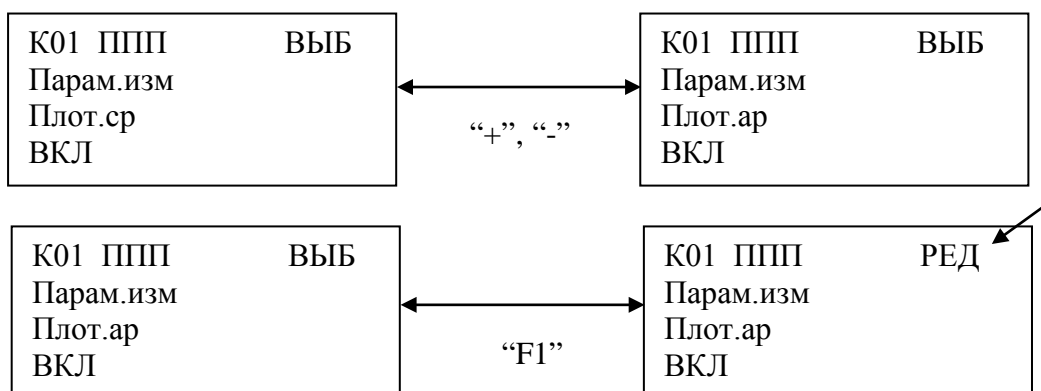 К01 ППП ВЫБ
Парам.изм
Плот.ср
ВКЛ
“+”, “-”
К01 ППП ВЫБ
Парам.изм
Плот.ар
ВКЛ
К01 ППП ВЫБ
Парам.изм
Плот.ар
ВКЛ
“F1”
К01 ППП РЕД
Парам.изм
Плот.ар
ВКЛ